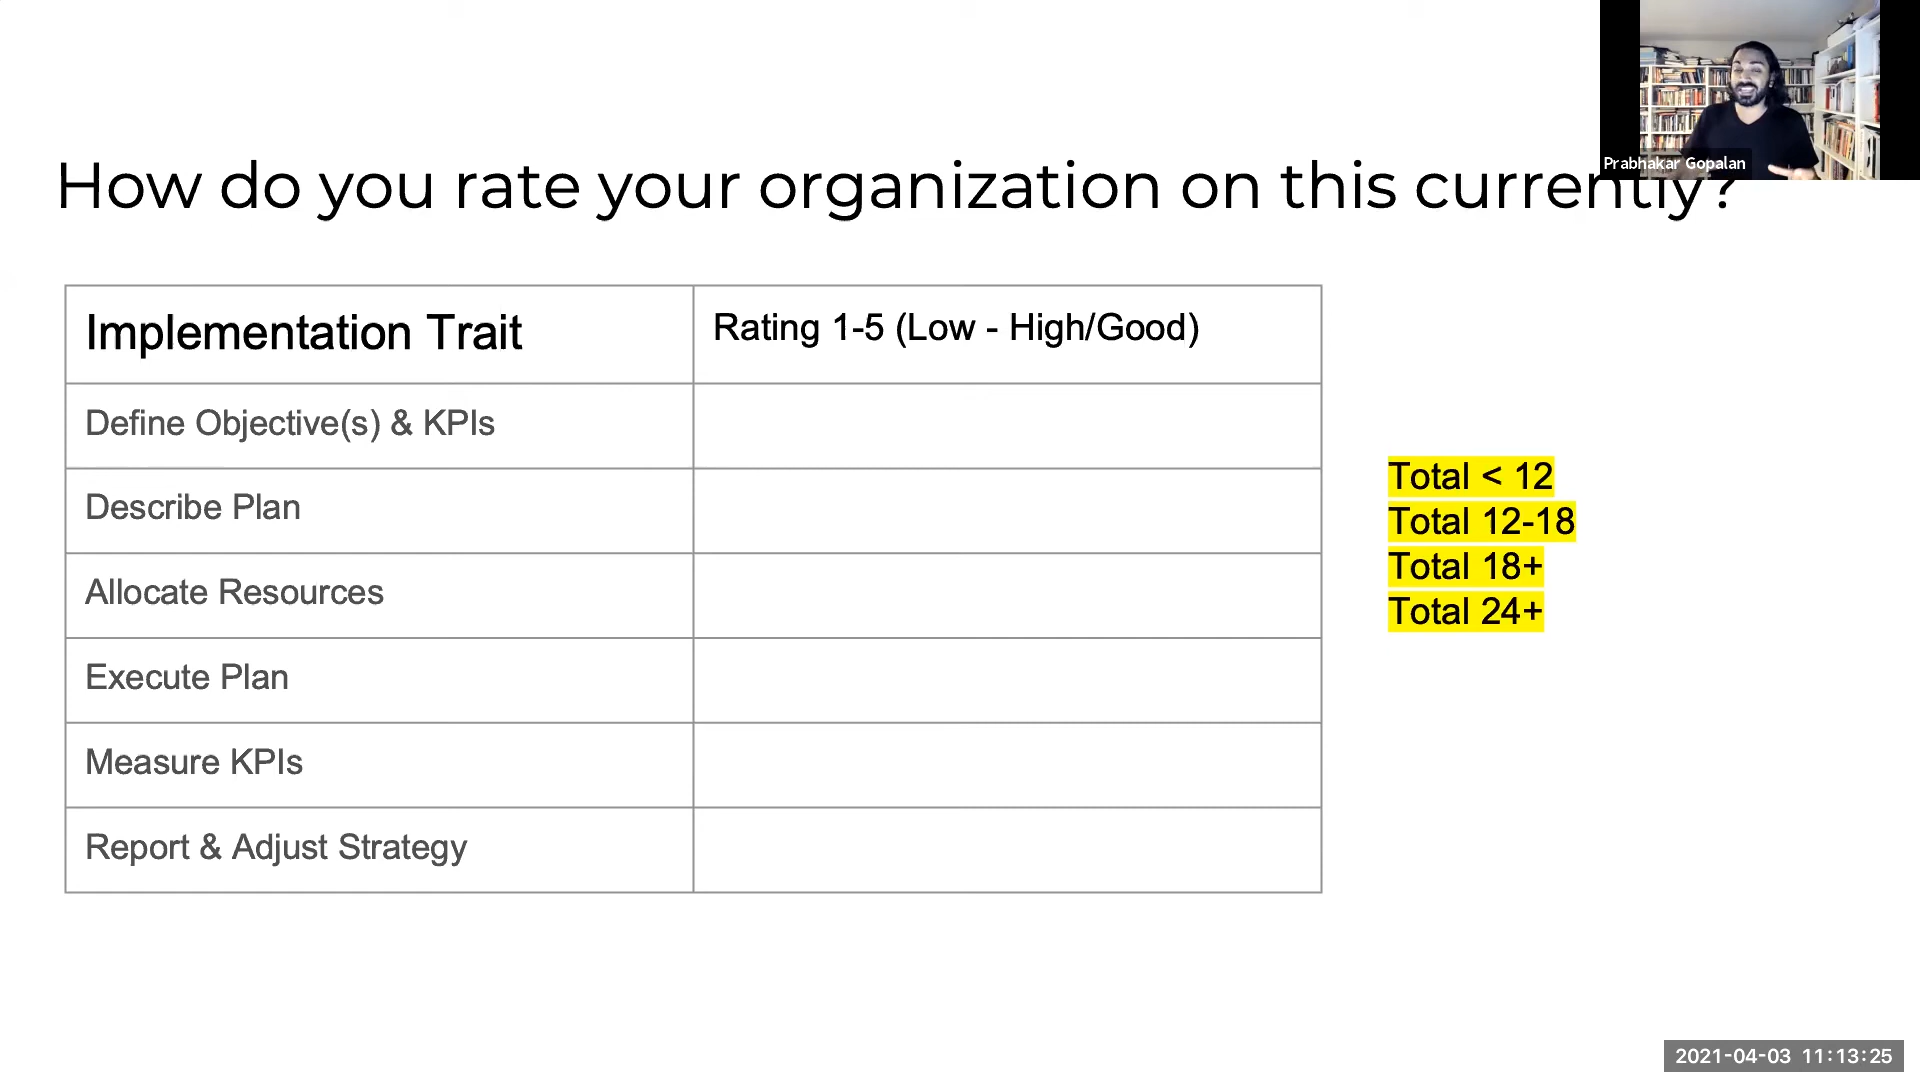 How do you rate your organization on this currently?
Prabhakar Gopalan
Implementation Trait
Rating 1-5 (Low - High/Good)
Define Objective(s) & KPIs
Describe Plan
Allocate Resources
Execute Plan
Measure KPIs
Report & Adjust Strategy
Total < 12
Total 12-18
Total 18+
Total 24+
2021-04-03 11:13:25